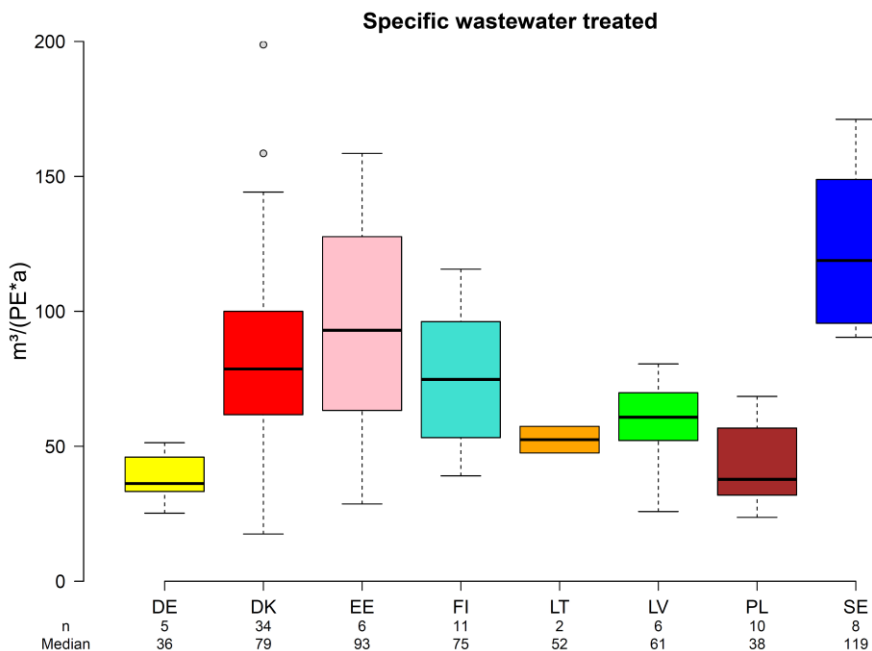 Specific wastewater treated
200
150
100
50
0
m³/(PE*a)
DE DK EE FI LT LV PL SE
n 5 34 6 11 2 6 10 8
Median 36 79 93 75 52 61 38 119